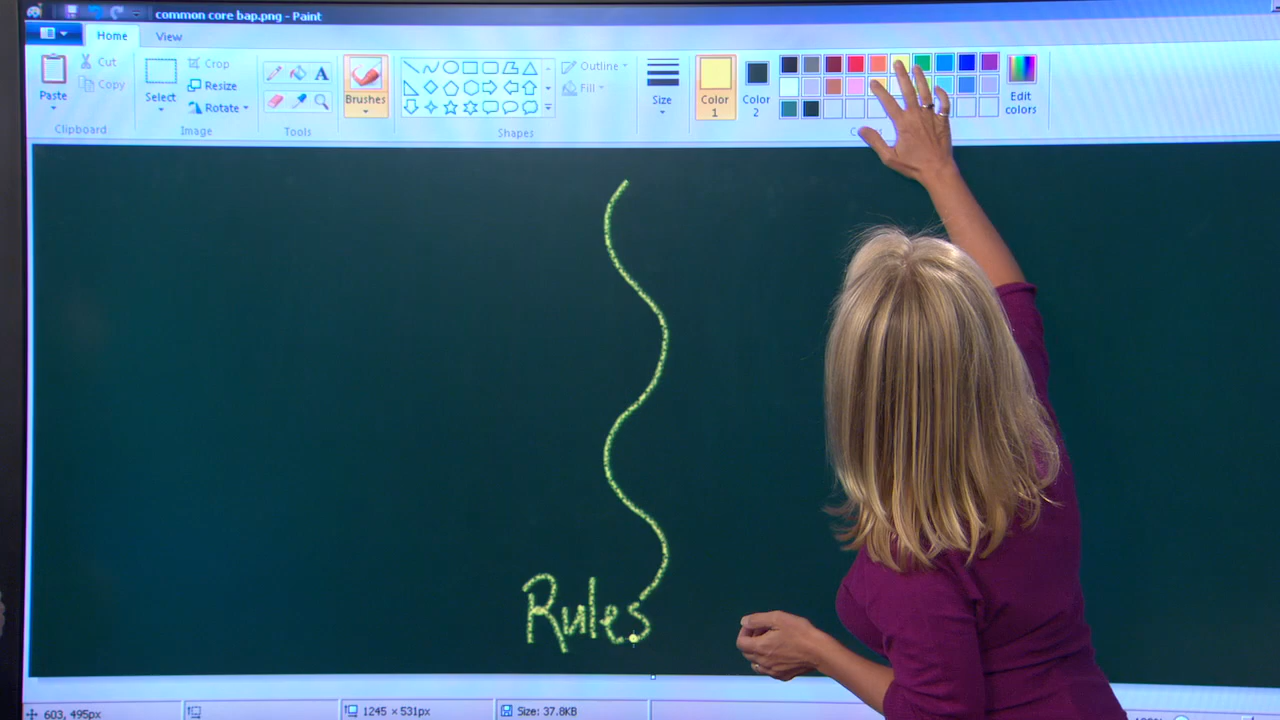 common core bap.png - Paint
Home View
Paste
Cut
Copy
Clipboard
Select
Crop
Resize
Rotate
Image
A
Tools
Brushes
Shapes
Outline
Fill
Size
Color 1
Color 2
Edit colors
Rules
603, 495px
1245 × 531px
Size: 37.8KB